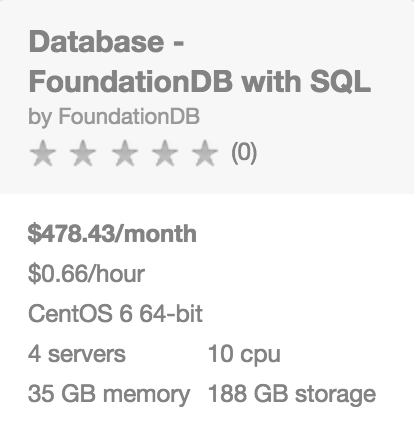 Database -
FoundationDB with SQL
by FoundationDB
(0)
$478.43/month
$0.66/hour
CentOS 6 64-bit
4 servers 10 cpu
35 GB memory 188 GB storage